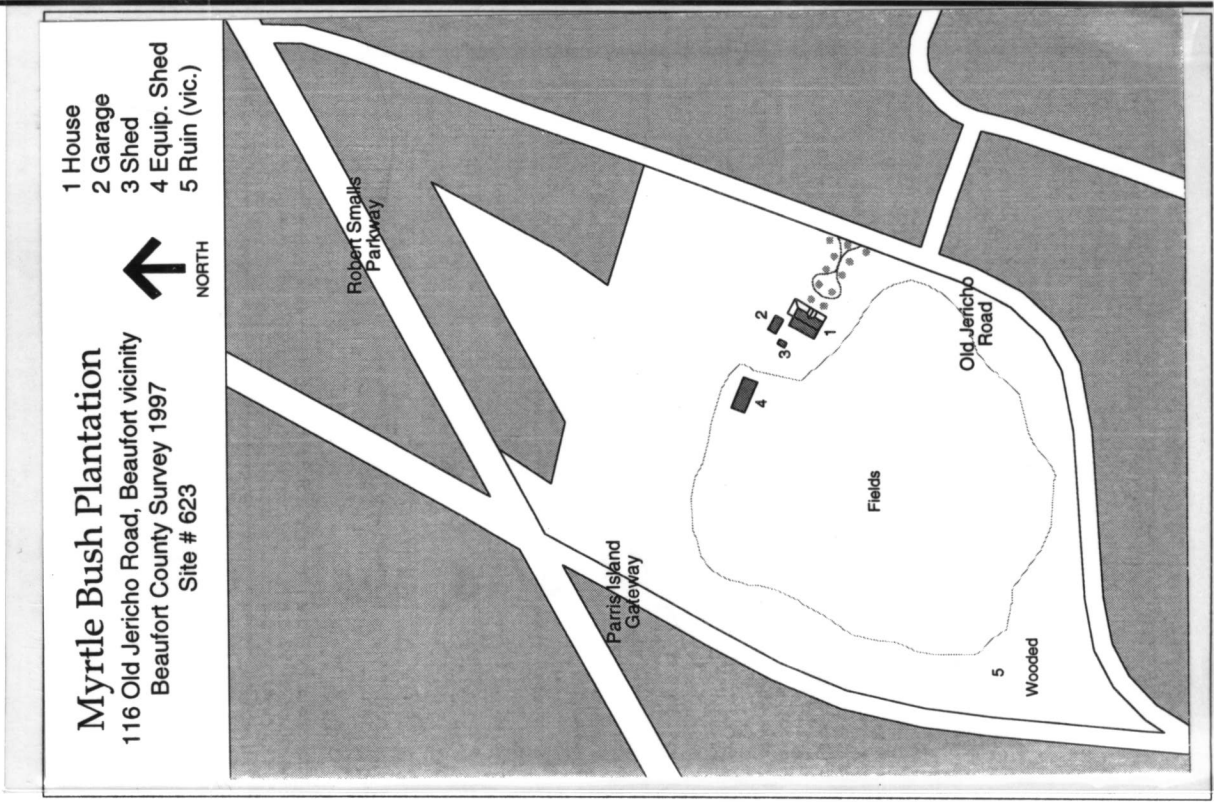 Myrtle Bush Plantation
116 Old Jericho Road, Beaufort vicinity
Beaufort County Survey 1997
Site # 623
NORTH
1 House
2 Garage
3 Shed
4 Equip. Shed
5 Ruin (vic.)
Robert Smalls
Parkway
Parris Island
Gateway
2
3
1
4
Fields
Old Jericho
Road
5
Wooded